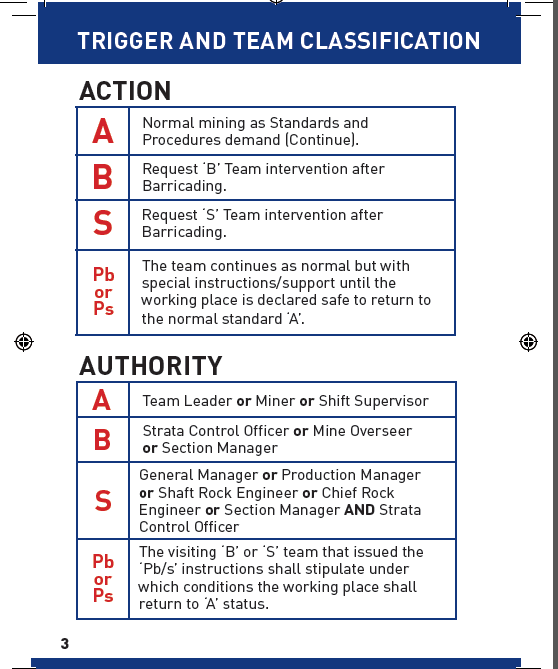 TRIGGER AND TEAM CLASSIFICATION
ACTION
A
Normal mining as Standards and
Procedures demand (Continue).
B
Request ‘B’ Team intervention after
Barricading.
S
Request ‘S’ Team intervention after
Barricading.
Pb
or
Ps
The team continues as normal but with
special instructions/support until the
working place is declared safe to return to
the normal standard ‘A’.
AUTHORITY
A
Team Leader or Miner or Shift Supervisor
B
Strata Control Officer or Mine Overseer
or Section Manager
S
General Manager or Production Manager
or Shaft Rock Engineer or Chief Rock
Engineer or Section Manager AND Strata
Control Officer
Pb
or
Ps
The visiting ‘B’ or ‘S’ team that issued the
‘Pb/s’ instructions shall stipulate under
which conditions the working place shall
return to ‘A’ status.
3